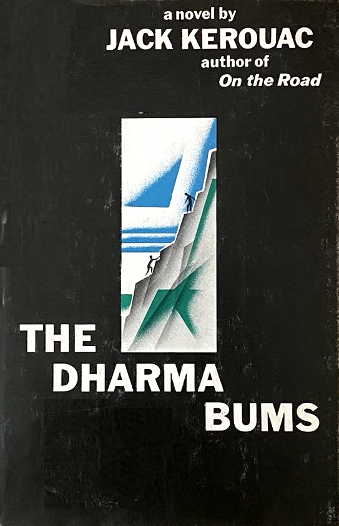 a novel by
JACK KEROUAC
author of
On the Road
THE
DHARMA
BUMS